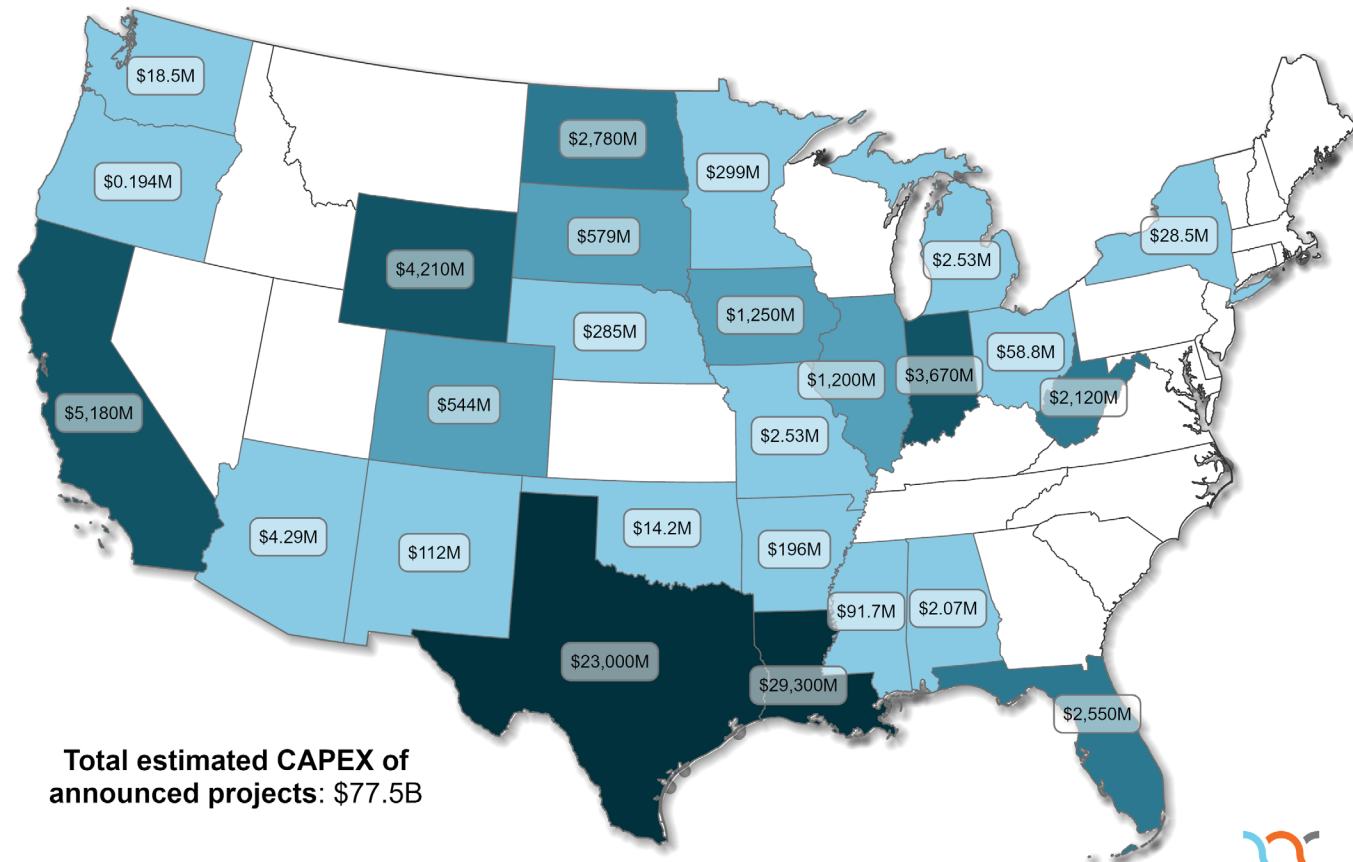 $18.5M
$2,780M
$299M
$0.194M
$28.5M
$579M
$2.53M
$4,210M
$1,250M
$285M
$58.8M
$3,670M
$1,200M
$2,120M
$544M
$5,180M
$2.53M
$14.2M
$4.29M
$196M
$112M
$91.7M
$2.07M
$23,000M
$29,300M
$2,550M
Total estimated CAPEX of
announced projects: $77.5B